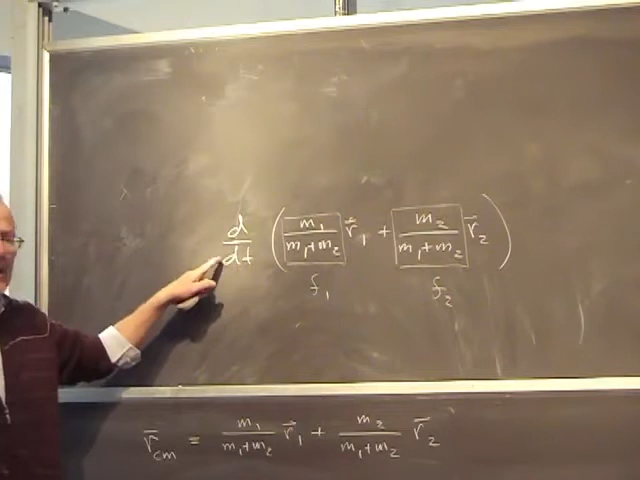 d/dt ( m₁/(m₁+m₂) r⃗₁ + m₂/(m₁+m₂) r⃗₂ )
f₁ f₂
r̄cm = m₁/(m₁+m₂) r⃗₁ + m₂/(m₁+m₂) r̄₂